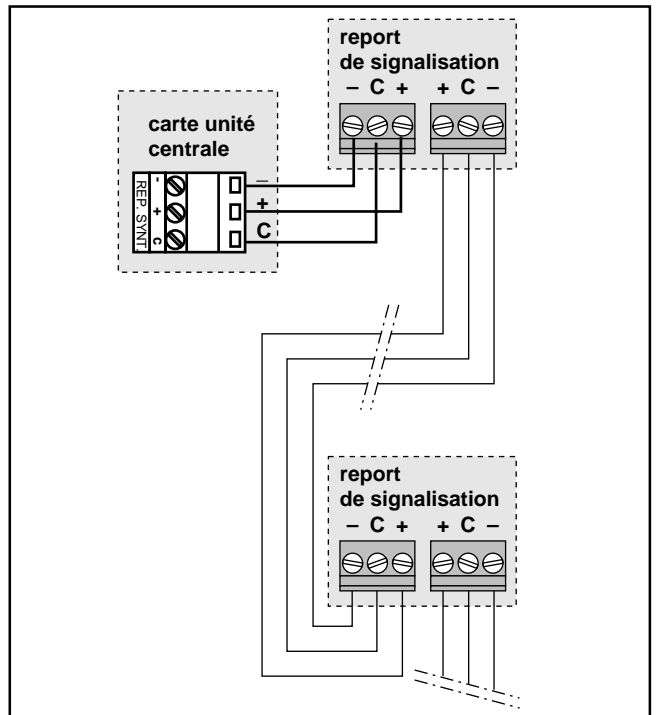 report
de signalisation
– C + + C –
carte unité
centrale
REP. SYNT.
- + C
–
+
C
report
de signalisation
– C + + C –